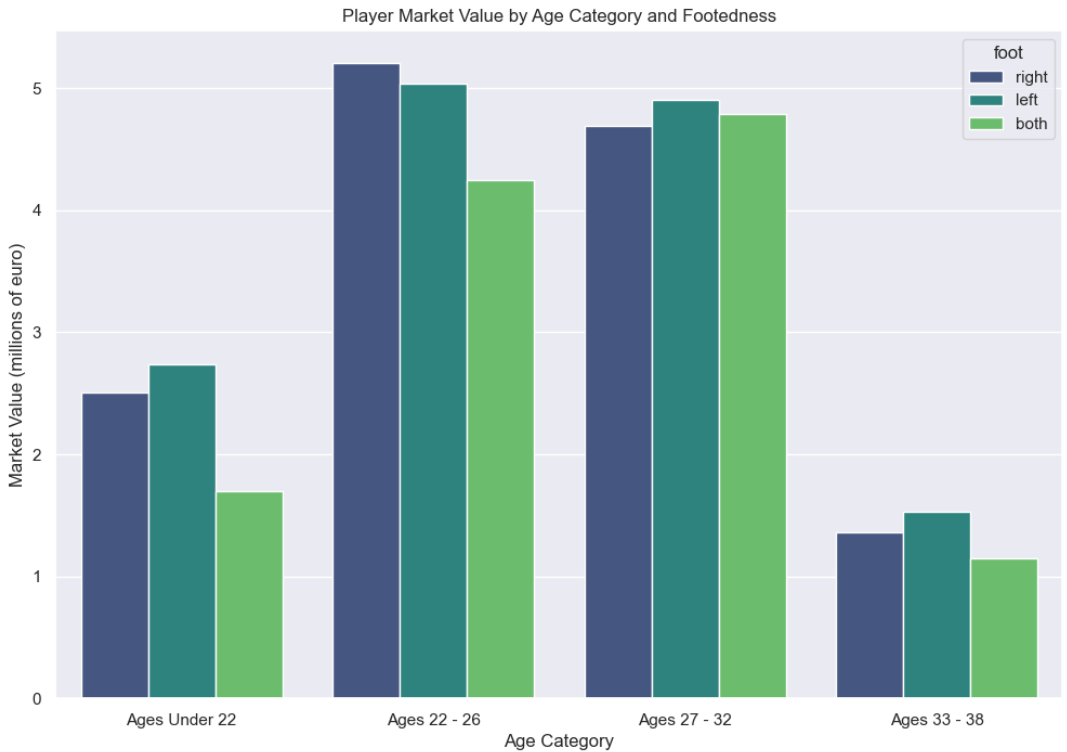 Player Market Value by Age Category and Footedness
foot
right
left
both
Market Value (millions of euro)
5
4
3
2
1
0
Ages Under 22
Ages 22 - 26
Ages 27 - 32
Ages 33 - 38
Age Category